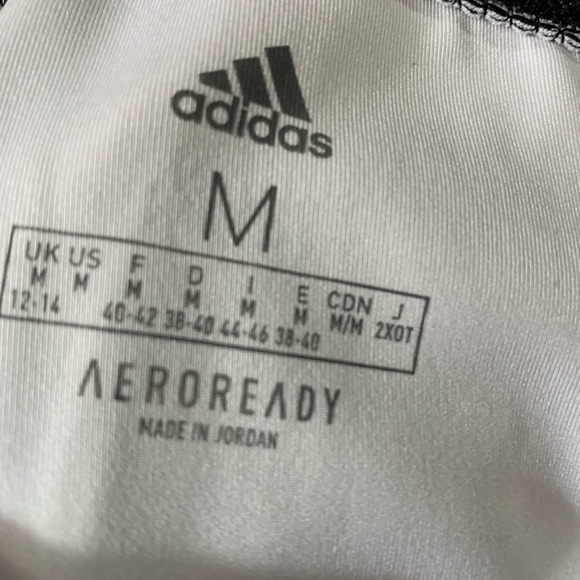 adidas
M
UK US F D I E CDN J
M M M M M M M/M 2XOT
12-14 40-42 38-40 44-46 38-40
AEROREADY
MADE IN JORDAN